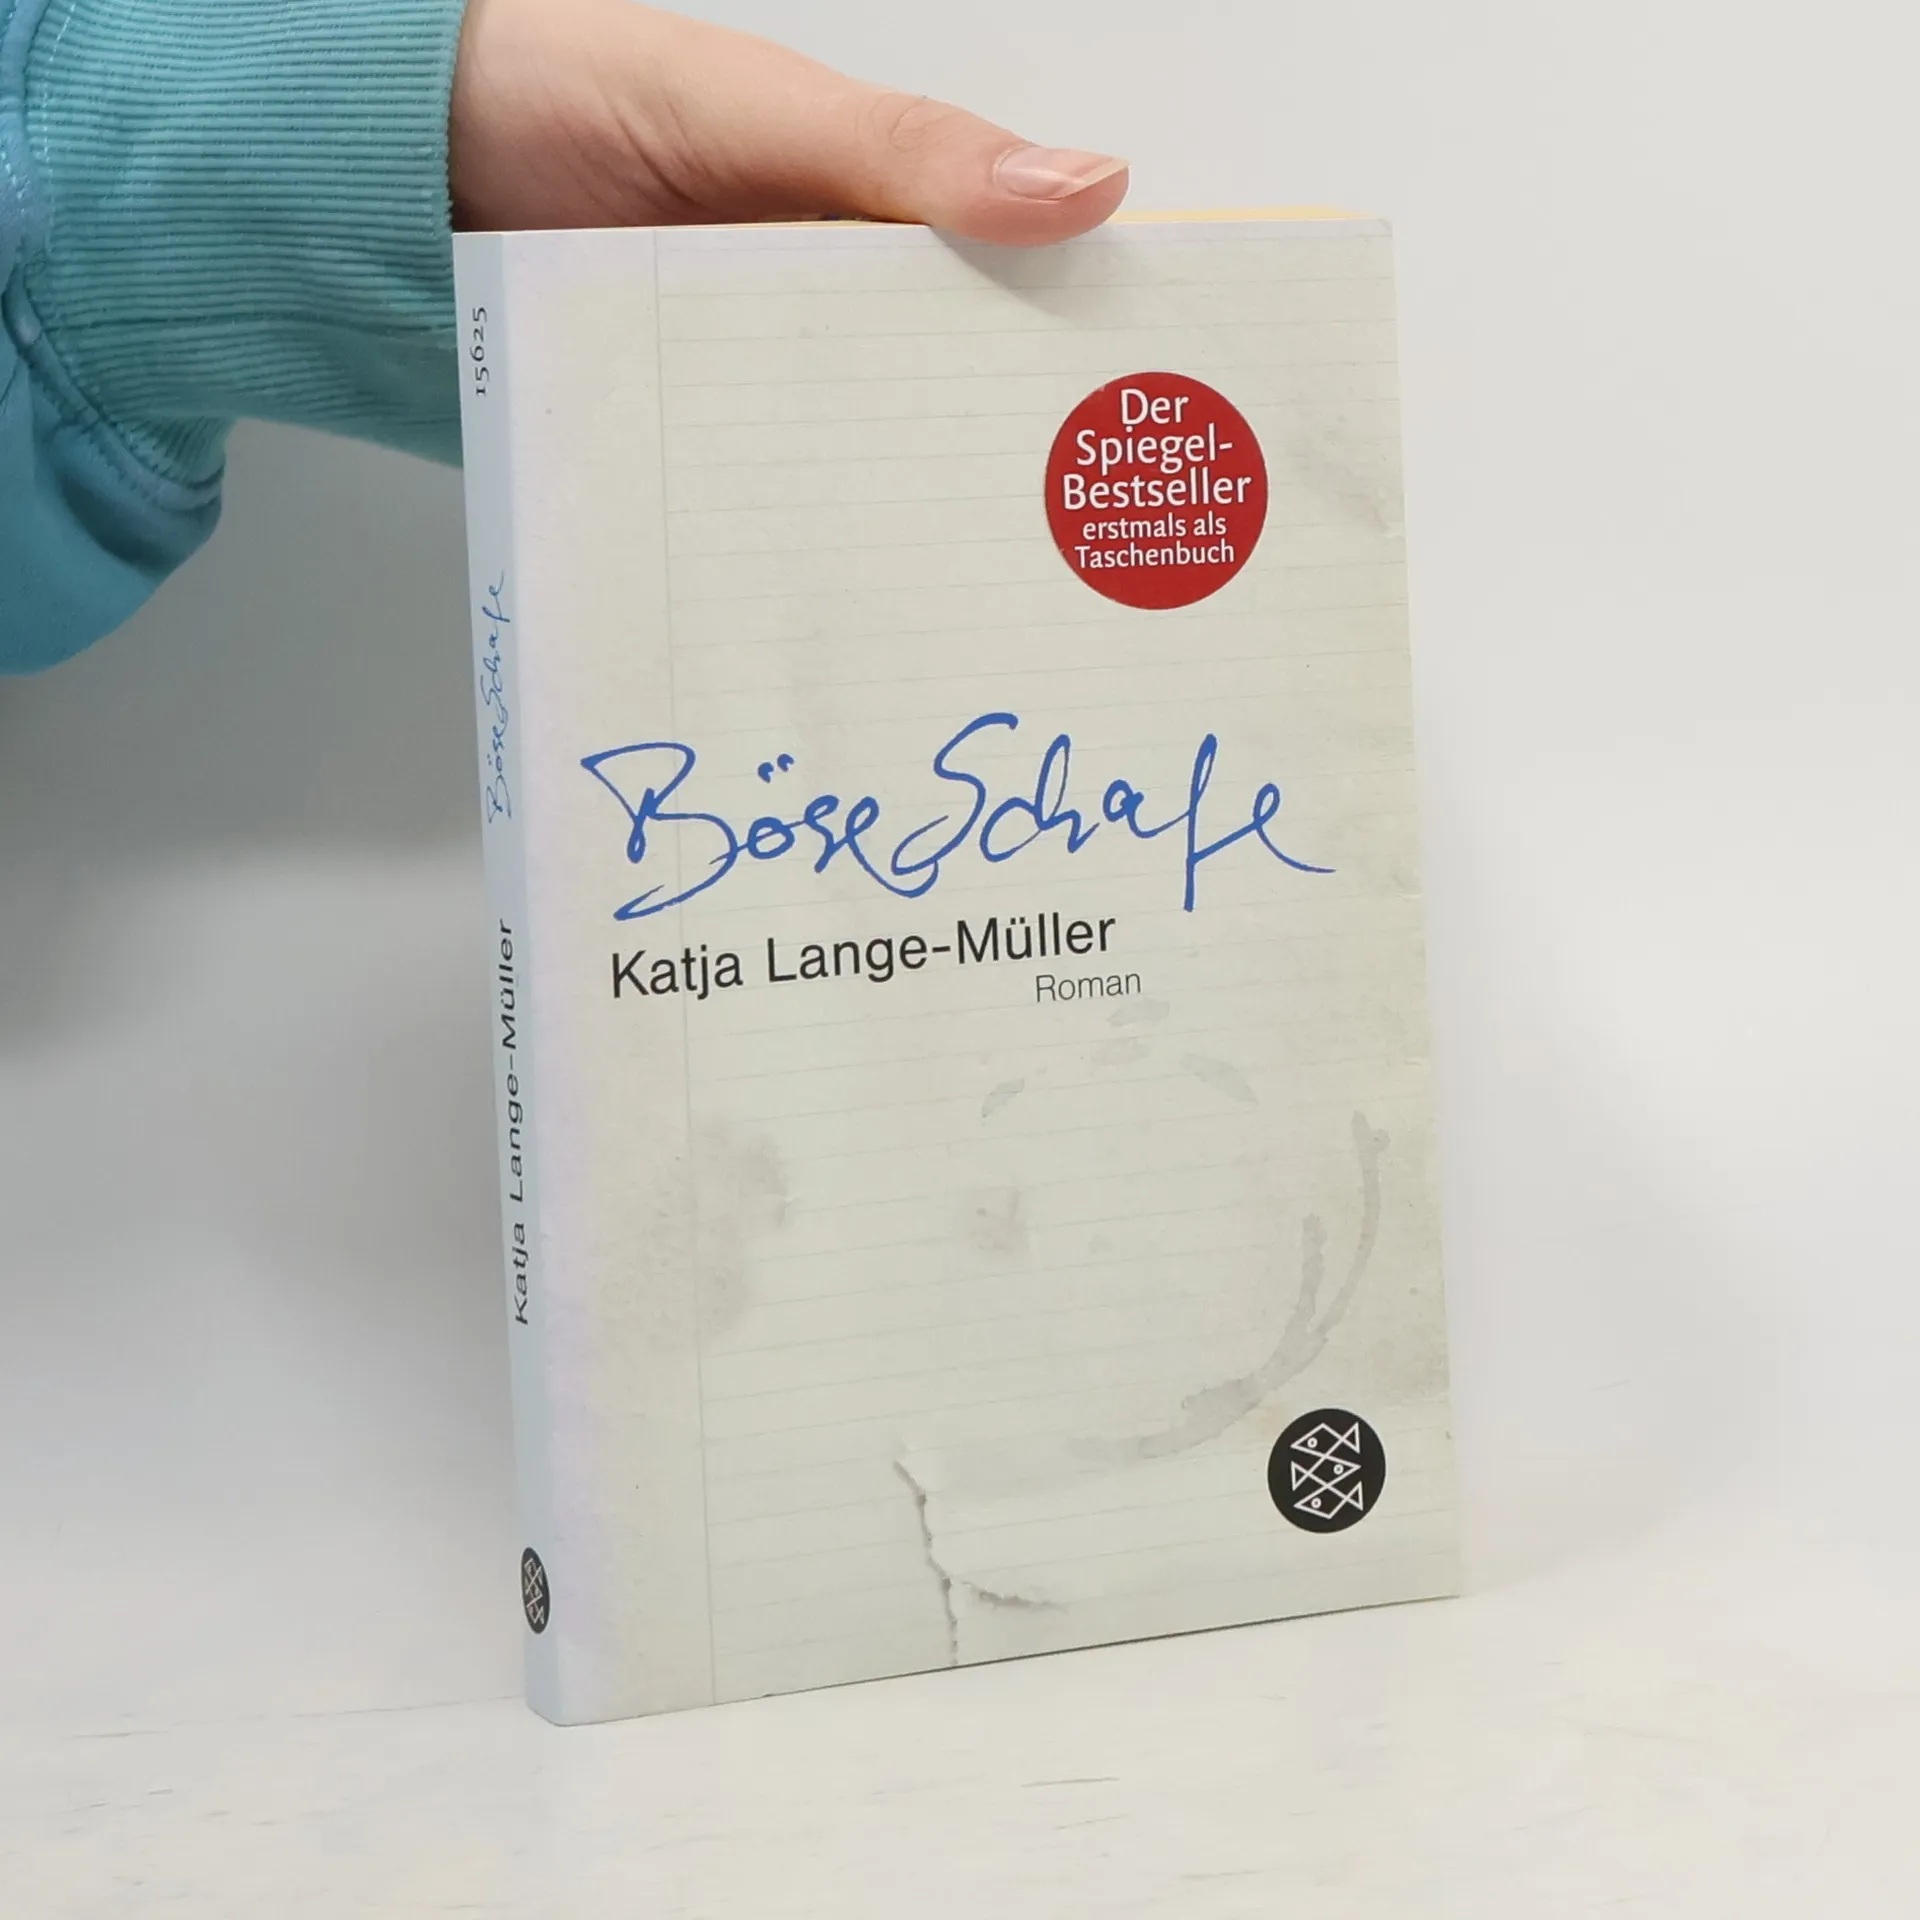 15625
Böse Schafe
Katja Lange-Müller
Der
Spiegel-
Bestseller
erstmals als
Taschenbuch
Böse Schafe
Katja Lange-Müller
Roman